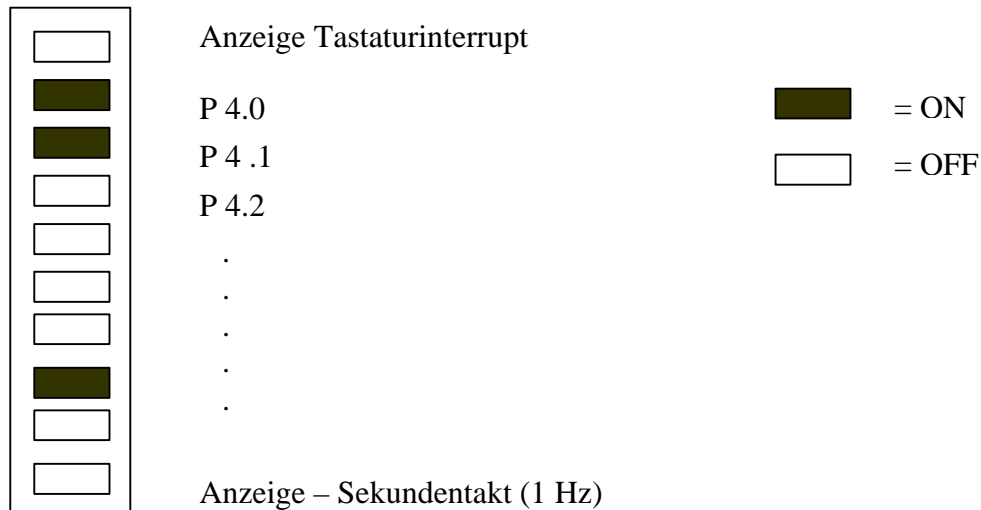 Anzeige Tastaturinterrupt
P 4.0
= ON
P 4 .1
= OFF
P 4.2
.
.
.
.
.
Anzeige – Sekundentakt (1 Hz)